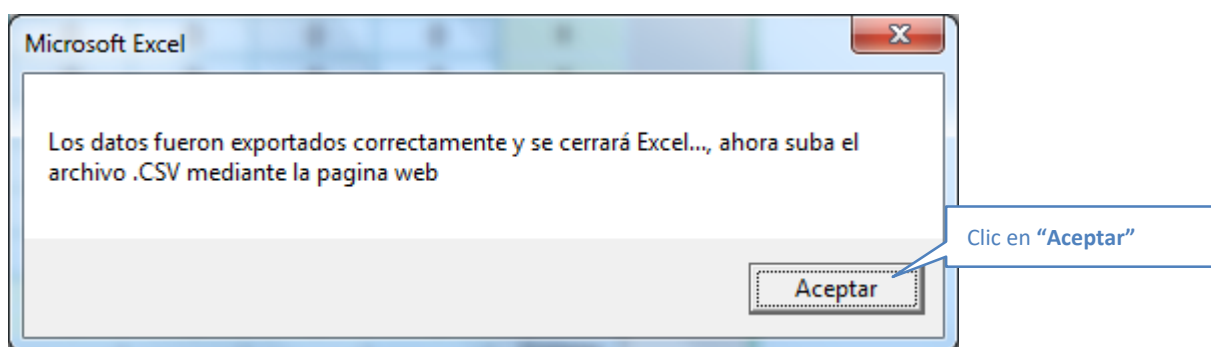 Microsoft Excel
Los datos fueron exportados correctamente y se cerrará Excel..., ahora suba el
archivo .CSV mediante la pagina web
Clic en “Aceptar”
Aceptar